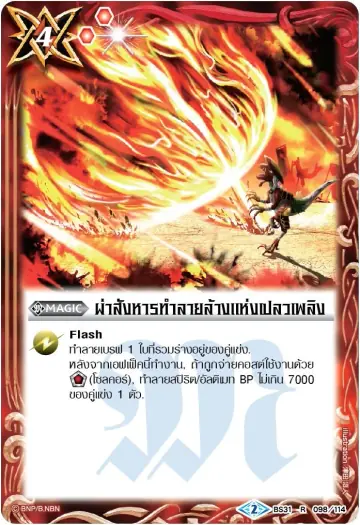 4
MAGIC ผ่าสังหารทำลายล้างแห่งเปลวเพลิง
Flash
ทำลายเบรฟ 1 ใบที่รวมร่างอยู่ของคู่แข่ง.
หลังจากเอฟเฟ็คนี้ทำงาน, ถ้าถูกจ่ายคอสต์ใช้งานด้วย
(โซลคอร์), ทำลายสปิริต/อัลติเมท BP ไม่เกิน 7000
ของคู่แข่ง 1 ตัว.
© BNP/B,NBN
2 BS31 R 098/114